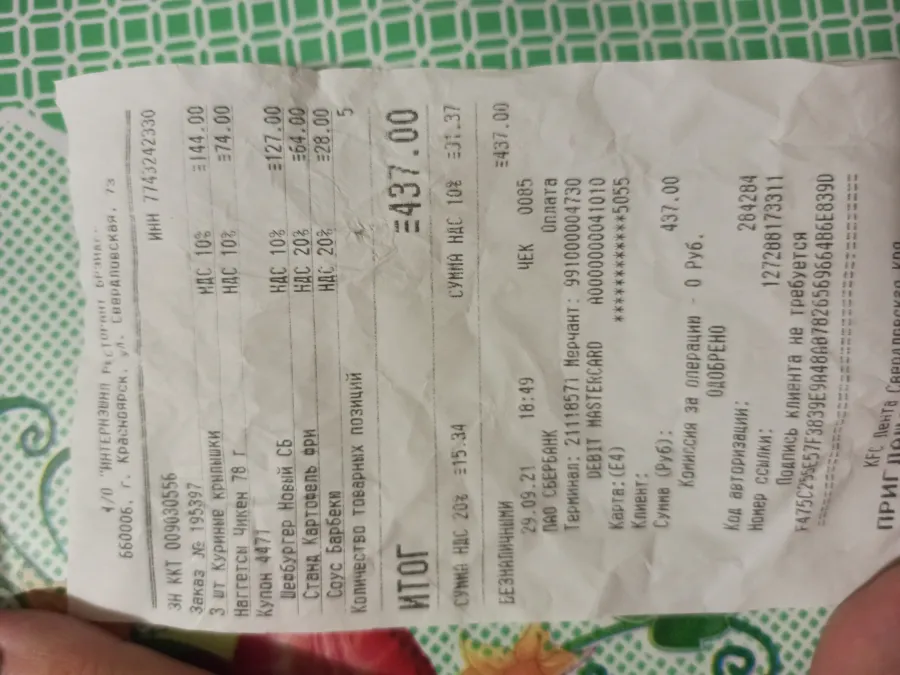 660006, г. Красноярск, ул. Свердловская, 73
ИНН 7743242330
ЗН ККТ 009030556
Заказ № 195397
3 шт Куриные крылышки НДС 10% ≡144.00
Наггетсы Чикен 78 г НДС 10% ≡74.00
Купон 4477
Шефбургер Новый СБ НДС 10% ≡127.00
Станд Картофель фри НДС 20% ≡64.00
Соус Барбекю НДС 20% ≡28.00
Количество товарных позиций 5
ИТОГ ≡437.00
СУММА НДС 20% ≡15.34 СУММА НДС 10% ≡31.37
БЕЗНАЛИЧНЫМИ ≡437.00
29.09.21 18:49 ЧЕК 0085
ПАО СБЕРБАНК Оплата
Терминал: 21118571 Мерчант: 991000004730
DEBIT MASTERCARD A0000000041010
Карта:(E4) ************5055
Клиент:
Сумма (Руб): 437.00
Комиссия за операцию - 0 Руб.
ОДОБРЕНО
Код авторизации: 284284
Номер ссылки: 127288173311
Подпись клиента не требуется
KFC Лента Свердловская